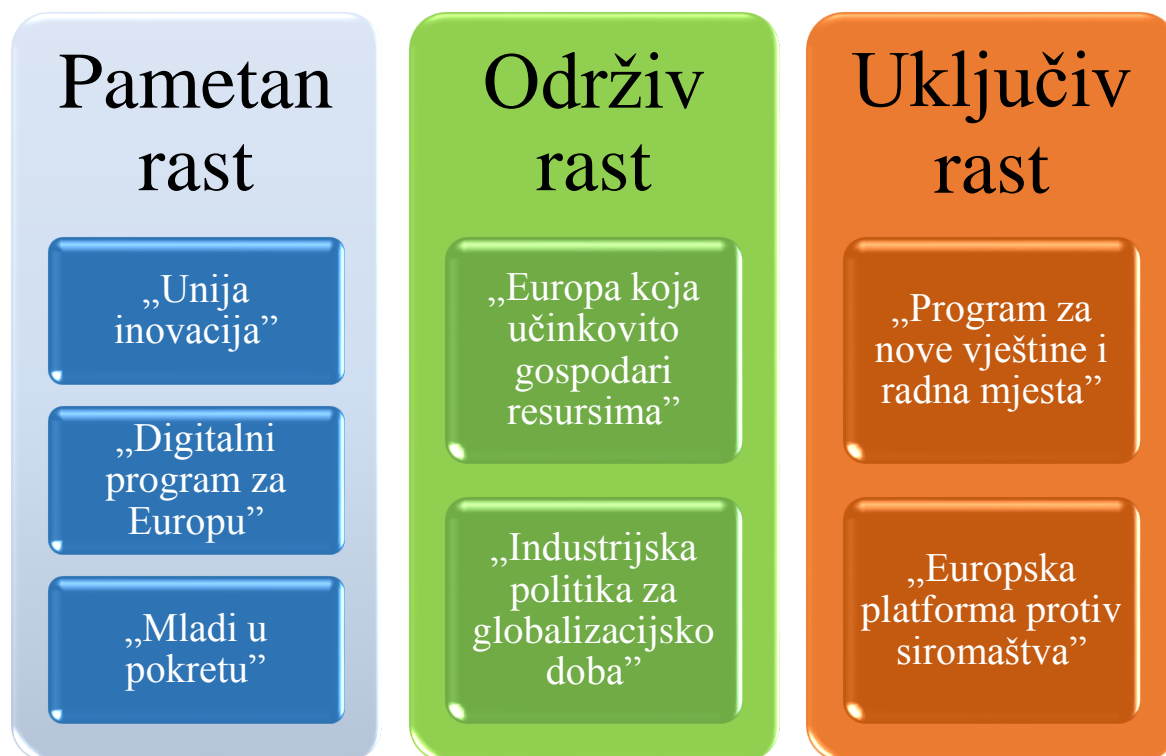 Pametan
rast
„Unija
inovacija”
„Digitalni
program za
Europu”
„Mladi u
pokretu”
Održiv
rast
„Europa koja
učinkovito
gospodari
resursima”
„Industrijska
politika za
globalizacijsko
doba”
Uključiv
rast
„Program za
nove vještine i
radna mjesta”
„Europska
platforma protiv
siromaštva”